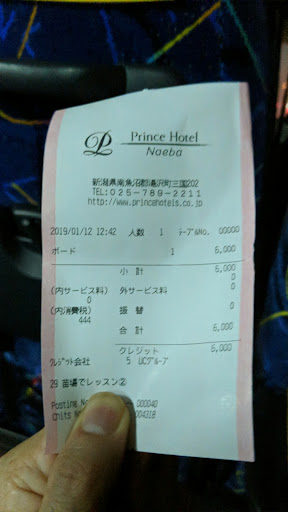 Prince Hotel
Naeba
新潟県南魚沼郡湯沢町三国202
TEL:025-789-2211
http://www.princehotels.co.jp
2019/01/12 12:42 人数 1 テーブルNo. 00000
ボード 1 6,000
小 計 6,000
0
(内サービス料) 外サービス料 0
0
(内消費税) 振 替 0
444
合 計 6,000
クレジット 6,000
クレジット会社 5 UCグループ
29 苗場でレッスン②
Posting No 000040
Chits No 004318